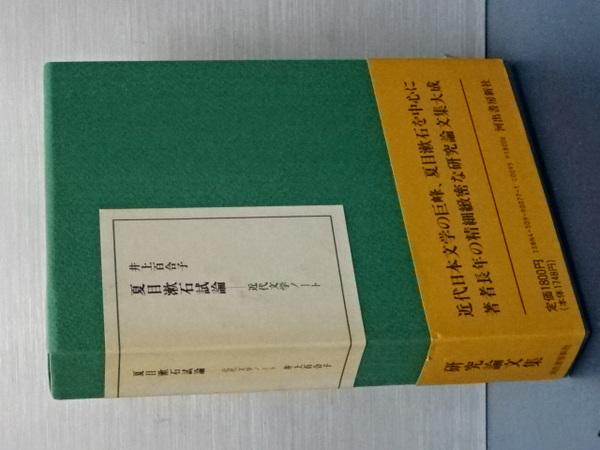 井上百合子
夏目漱石試論
近代文学ノート
夏目漱石試論
近代文学ノート
井上百合子
近代日本文学の巨峰、夏目漱石を中心に
著者長年の精細緻密な研究論文集大成
河出書房新社
定価1800円
(本体1748円)
研究論文集